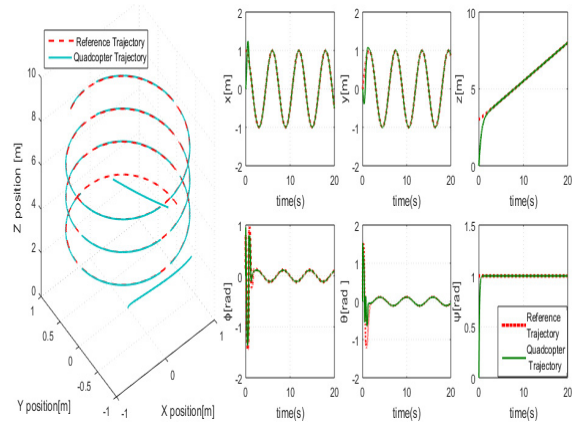 Reference Trajectory
Quadcopter Trajectory
Z position [m]
10
8
6
4
2
0
1
0.5
0
-0.5
-1
-1
0
1
Y position[m]
X position[m]
x[m]
2
1
0
-1
-2
0
10
20
time(s)
y[m]
2
1
0
-1
-2
0
10
20
time(s)
z[m]
10
5
0
0
10
20
time(s)
ϕ[rad]
2
1
0
-1
-2
0
10
20
time(s)
θ[rad ]
2
1
0
-1
-2
0
10
20
time(s)
ψ[rad]
1.5
1
0.5
0
0
10
20
time(s)
Reference
Trajectory
Quadcopter
Trajectory